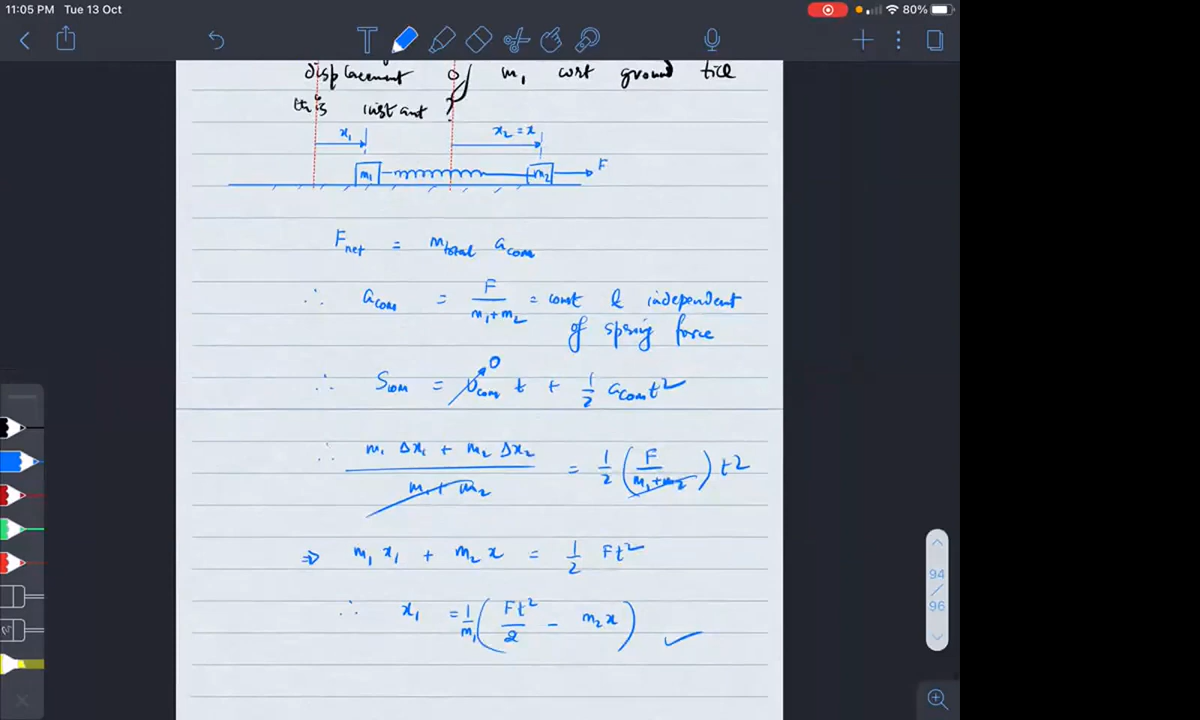 11:05 PM Tue 13 Oct 80%
displacement of m₁ wrt ground till
this instant ?
x₁ x₂ = x
m₁ m₂ F
F_net = m_total a_com
∴ a_com = F/(m₁+m₂) = const & independent
of spring force
∴ S_com = u_com t + 1/2 a_com t² 0
∴ (m₁ Δx₁ + m₂ Δx₂)/(m₁ + m₂) = 1/2 (F/(m₁+m₂)) t²
⇒ m₁ x₁ + m₂ x = 1/2 Ft²
∴ x₁ = 1/m₁ (Ft²/2 - m₂x) ✓
94
/
96